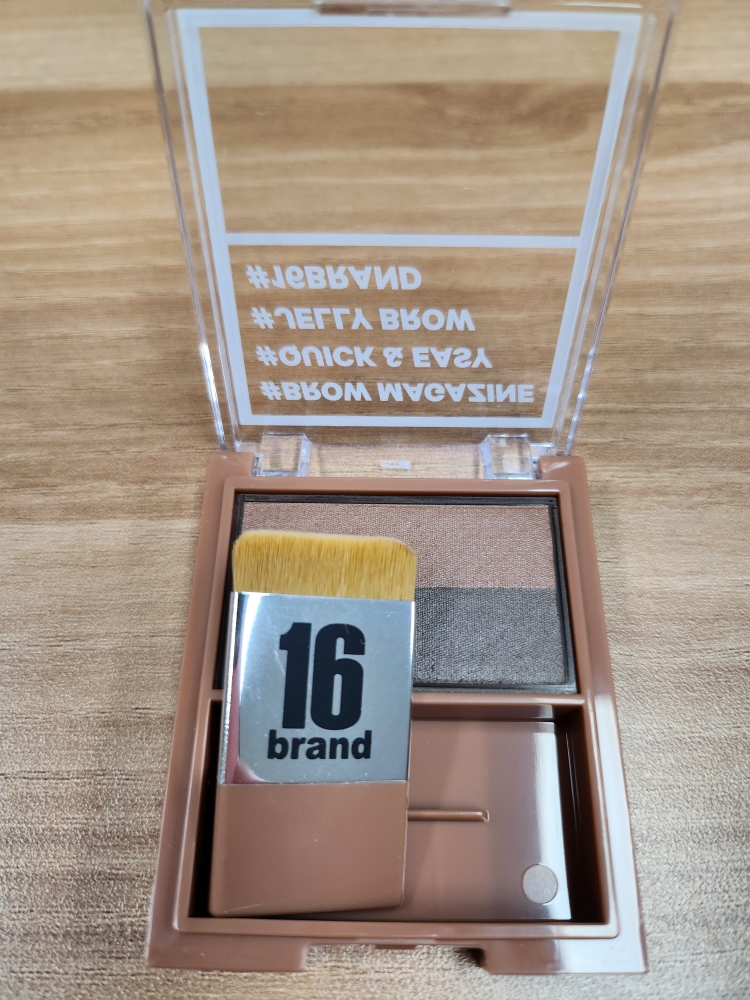 #16BRAND
#JELLY BROW
#QUICK & EASY
#BROW MAGAZINE
16
brand